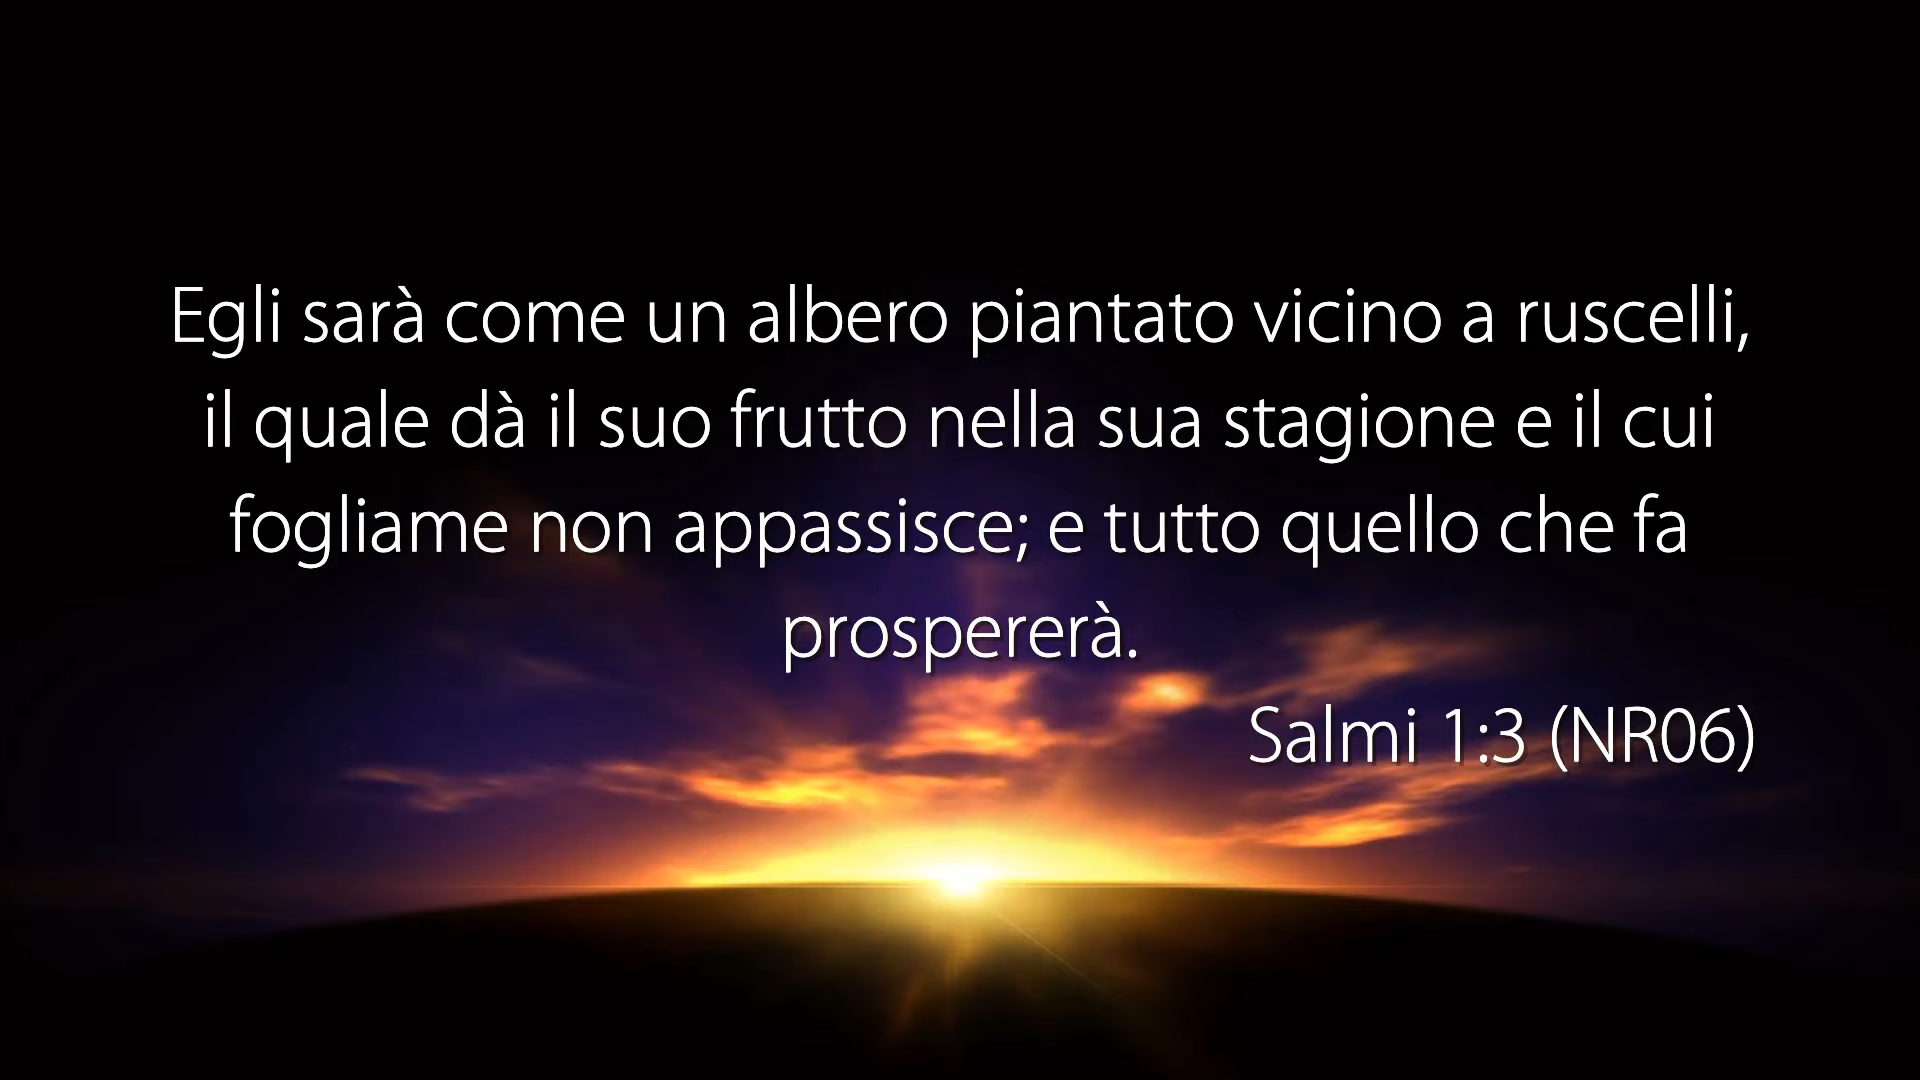 Egli sarà come un albero piantato vicino a ruscelli,
il quale dà il suo frutto nella sua stagione e il cui
fogliame non appassisce; e tutto quello che fa
prospererà.
Salmi 1:3 (NR06)